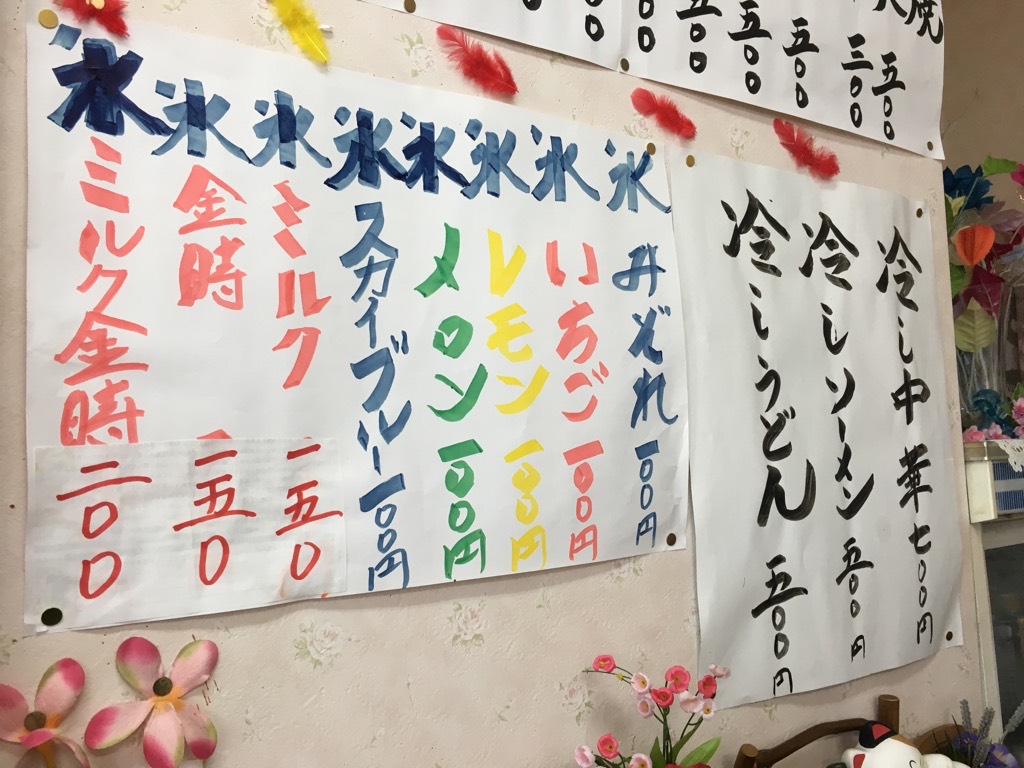 焼 五〇〇
三〇〇
五〇〇
五〇〇
五〇〇
冷し中華 七〇〇円
冷しソーメン 五〇〇円
冷しうどん 五〇〇円
氷 みぞれ 一〇〇円
氷 いちご 一〇〇円
氷 レモン 一〇〇円
氷 メロン 一〇〇円
氷 スカイブルー 一〇〇円
氷 ミルク 一五〇
氷 金時 一五〇
氷 ミルク金時 二〇〇